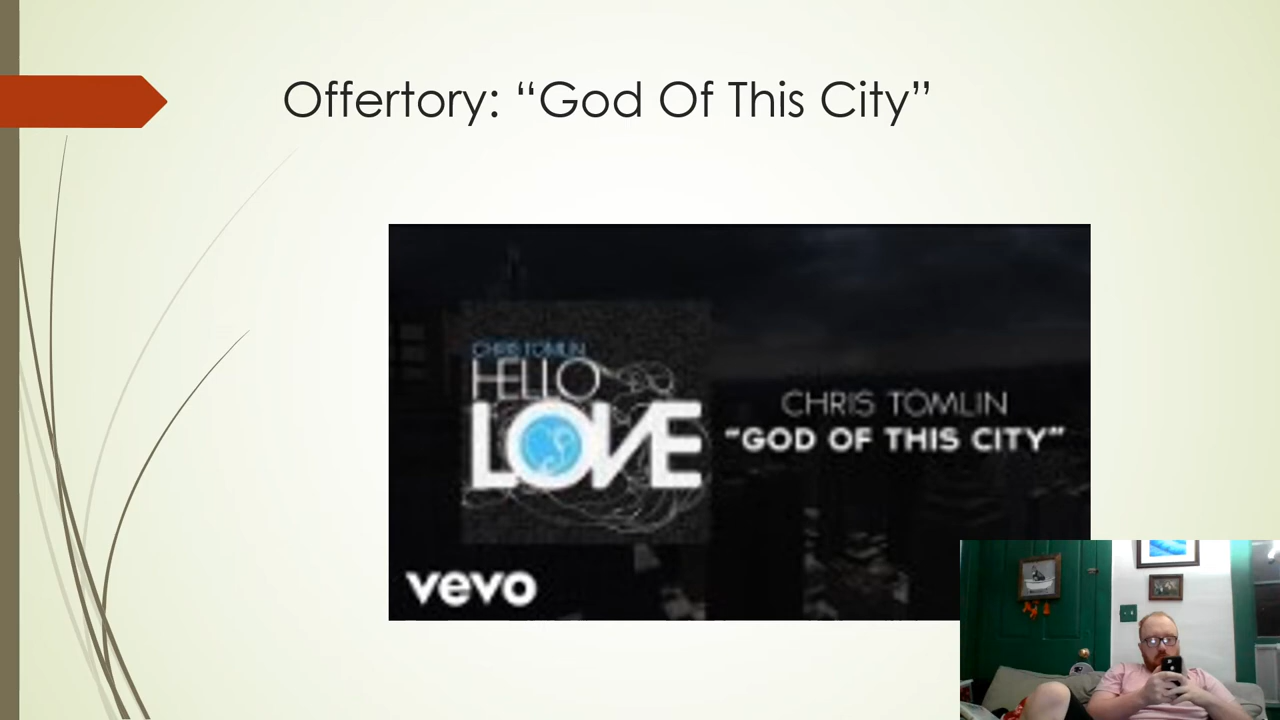 Offertory: “God Of This City”
CHRIS TOMLIN
HELLO
LOVE
CHRIS TOMLIN
“GOD OF THIS CITY”
vevo